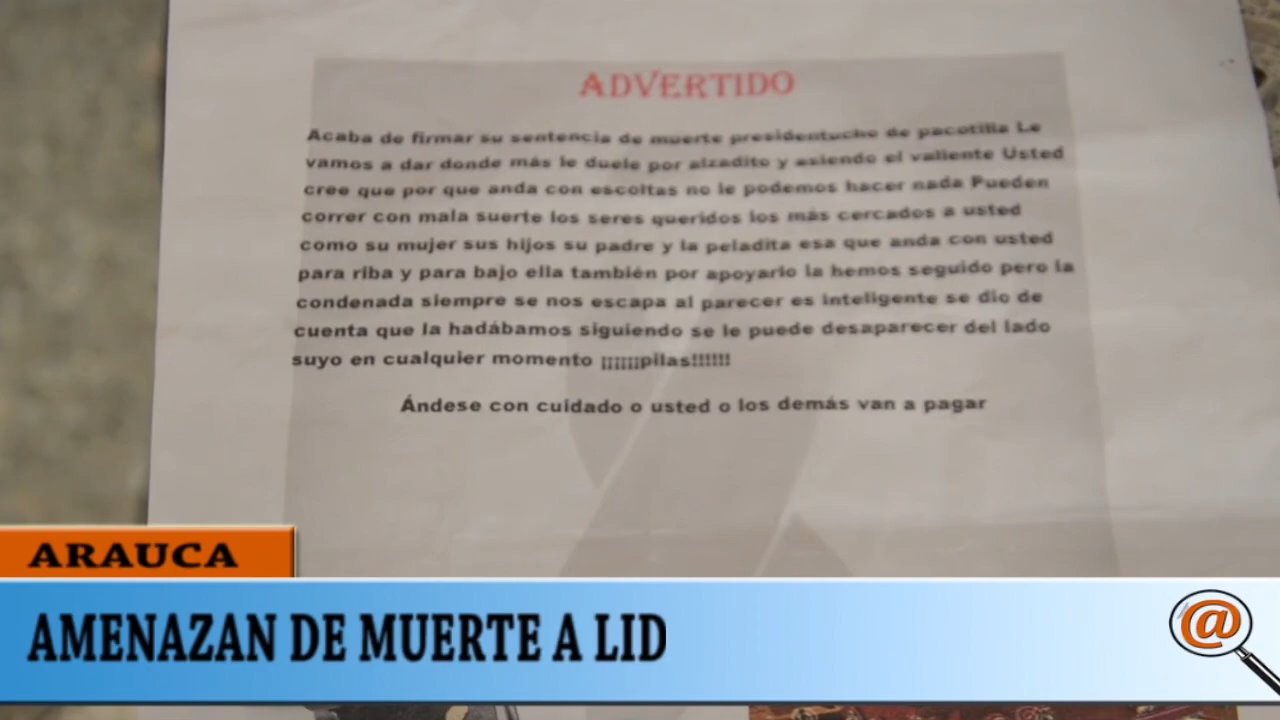 ADVERTIDO
Acaba de firmar su sentencia de muerte presidentucho de pacotilla Le
vamos a dar donde más le duele por alzadito y asiendo el valiente Usted
cree que por que anda con escoltas no le podemos hacer nada Pueden
correr con mala suerte los seres queridos los más cercados a usted
como su mujer sus hijos su padre y la peladita esa que anda con usted
para riba y para bajo ella también por apoyarlo la hemos seguido pero la
condenada siempre se nos escapa al parecer es inteligente se dio de
cuenta que la hadábamos siguiendo se le puede desaparecer del lado
suyo en cualquier momento ¡¡¡¡¡¡pilas!!!!!!
Ándese con cuidado o usted o los demás van a pagar
ARAUCA
AMENAZAN DE MUERTE A LID
@